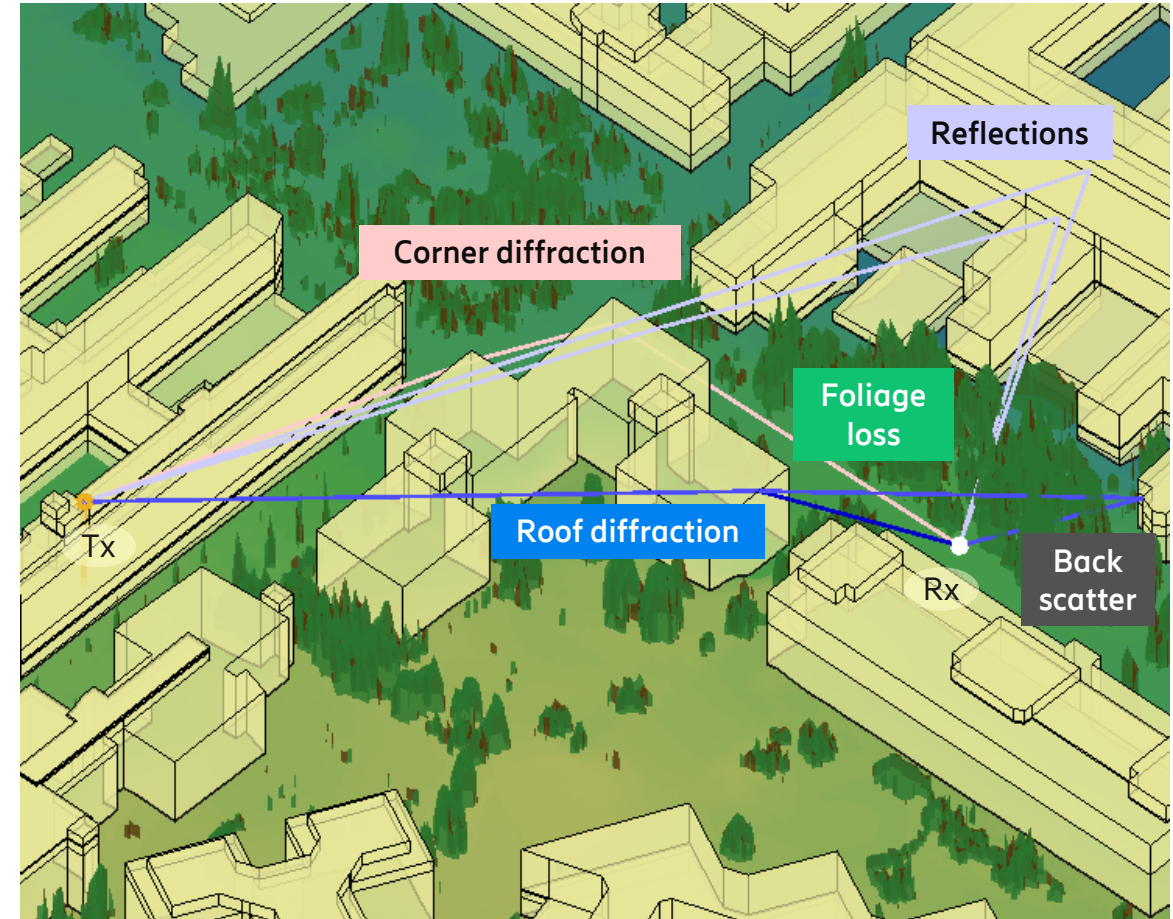 Reflections
Corner diffraction
Foliage
loss
Roof diffraction
Tx
Back
scatter
Rx